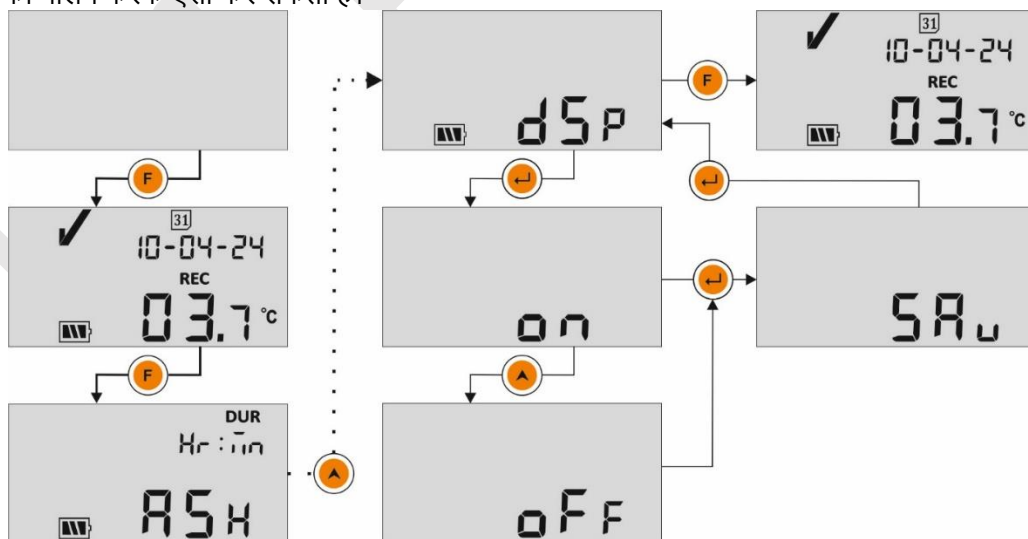 F
31
10-04-24
REC
03.7 °C
F
DUR
Hr:mn
ASH
dSP
on
oFF
F
31
10-04-24
REC
03.7 °C
SAv